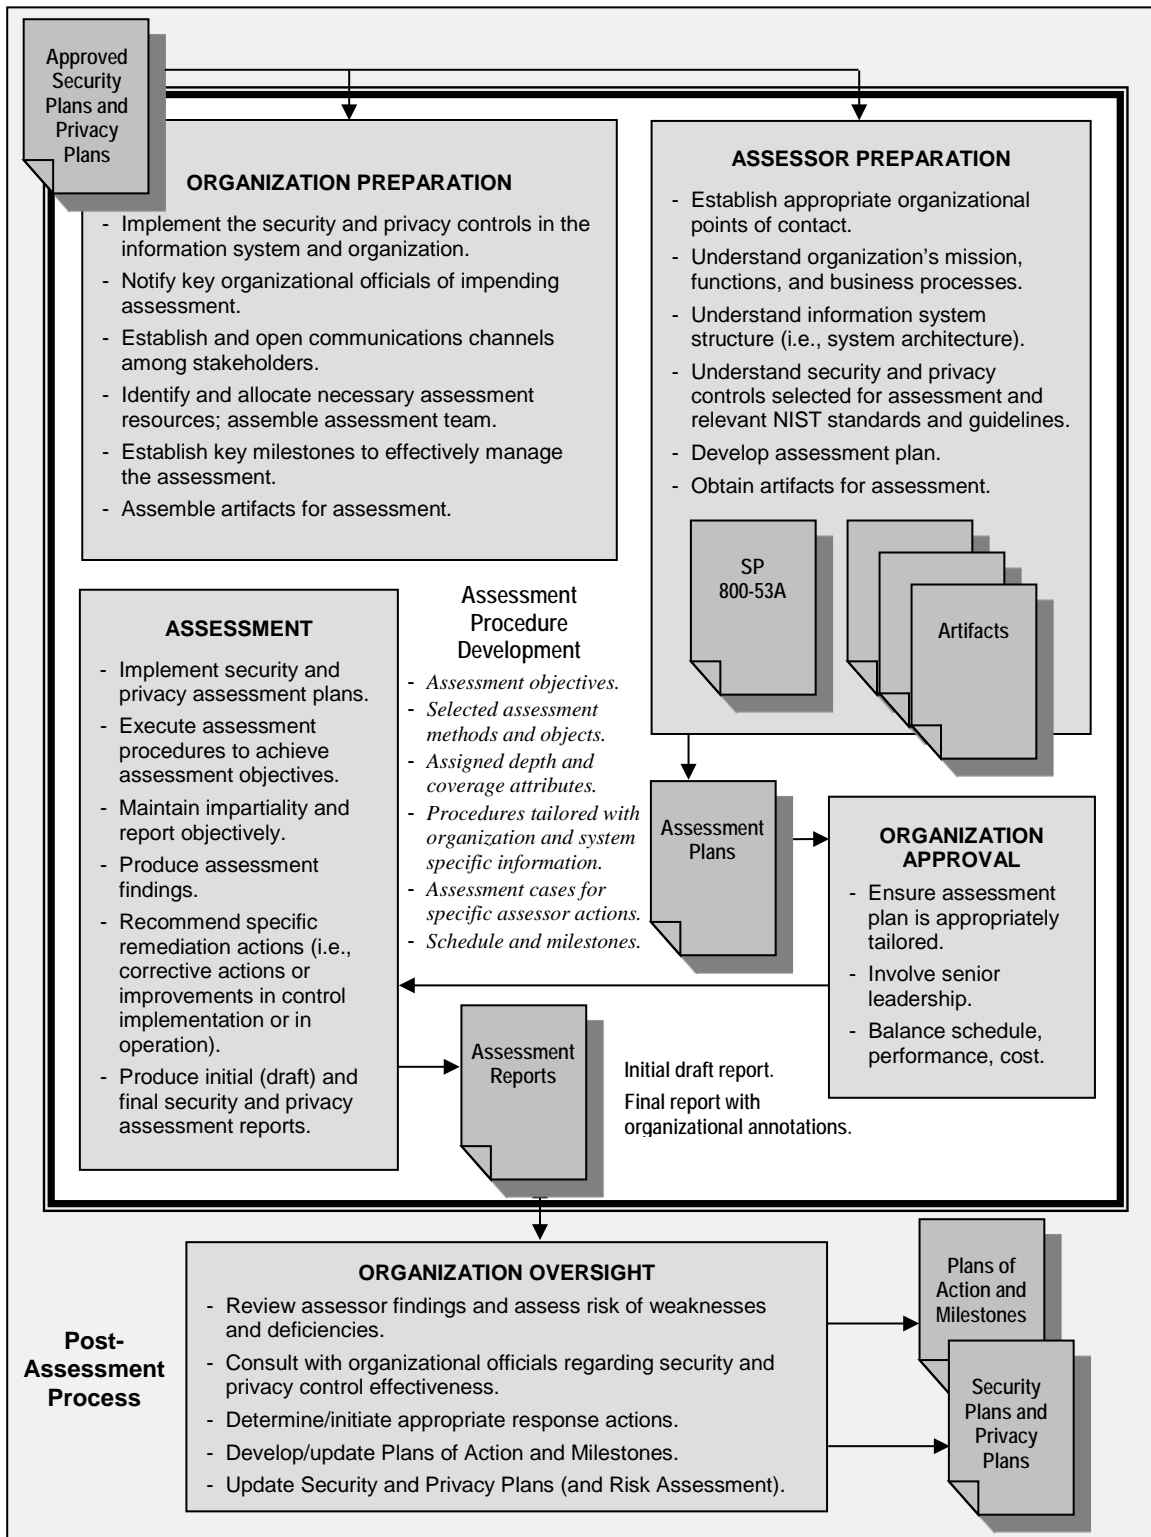 Approved
Security
Plans and
Privacy
Plans
ORGANIZATION PREPARATION
- Implement the security and privacy controls in the
information system and organization.
- Notify key organizational officials of impending
assessment.
- Establish and open communications channels
among stakeholders.
- Identify and allocate necessary assessment
resources; assemble assessment team.
- Establish key milestones to effectively manage
the assessment.
- Assemble artifacts for assessment.
ASSESSOR PREPARATION
- Establish appropriate organizational
points of contact.
- Understand organization’s mission,
functions, and business processes.
- Understand information system
structure (i.e., system architecture).
- Understand security and privacy
controls selected for assessment and
relevant NIST standards and guidelines.
- Develop assessment plan.
- Obtain artifacts for assessment.
SP
800-53A
Artifacts
ASSESSMENT
- Implement security and
privacy assessment plans.
- Execute assessment
procedures to achieve
assessment objectives.
- Maintain impartiality and
report objectively.
- Produce assessment
findings.
- Recommend specific
remediation actions (i.e.,
corrective actions or
improvements in control
implementation or in
operation).
- Produce initial (draft) and
final security and privacy
assessment reports.
Assessment
Procedure
Development
- Assessment objectives.
- Selected assessment
methods and objects.
- Assigned depth and
coverage attributes.
- Procedures tailored with
organization and system
specific information.
- Assessment cases for
specific assessor actions.
- Schedule and milestones.
Assessment
Plans
ORGANIZATION
APPROVAL
- Ensure assessment
plan is appropriately
tailored.
- Involve senior
leadership.
- Balance schedule,
performance, cost.
Assessment
Reports
Initial draft report.
Final report with
organizational annotations.
Post-
Assessment
Process
ORGANIZATION OVERSIGHT
- Review assessor findings and assess risk of weaknesses
and deficiencies.
- Consult with organizational officials regarding security and
privacy control effectiveness.
- Determine/initiate appropriate response actions.
- Develop/update Plans of Action and Milestones.
- Update Security and Privacy Plans (and Risk Assessment).
Plans of
Action and
Milestones
Security
Plans and
Privacy
Plans